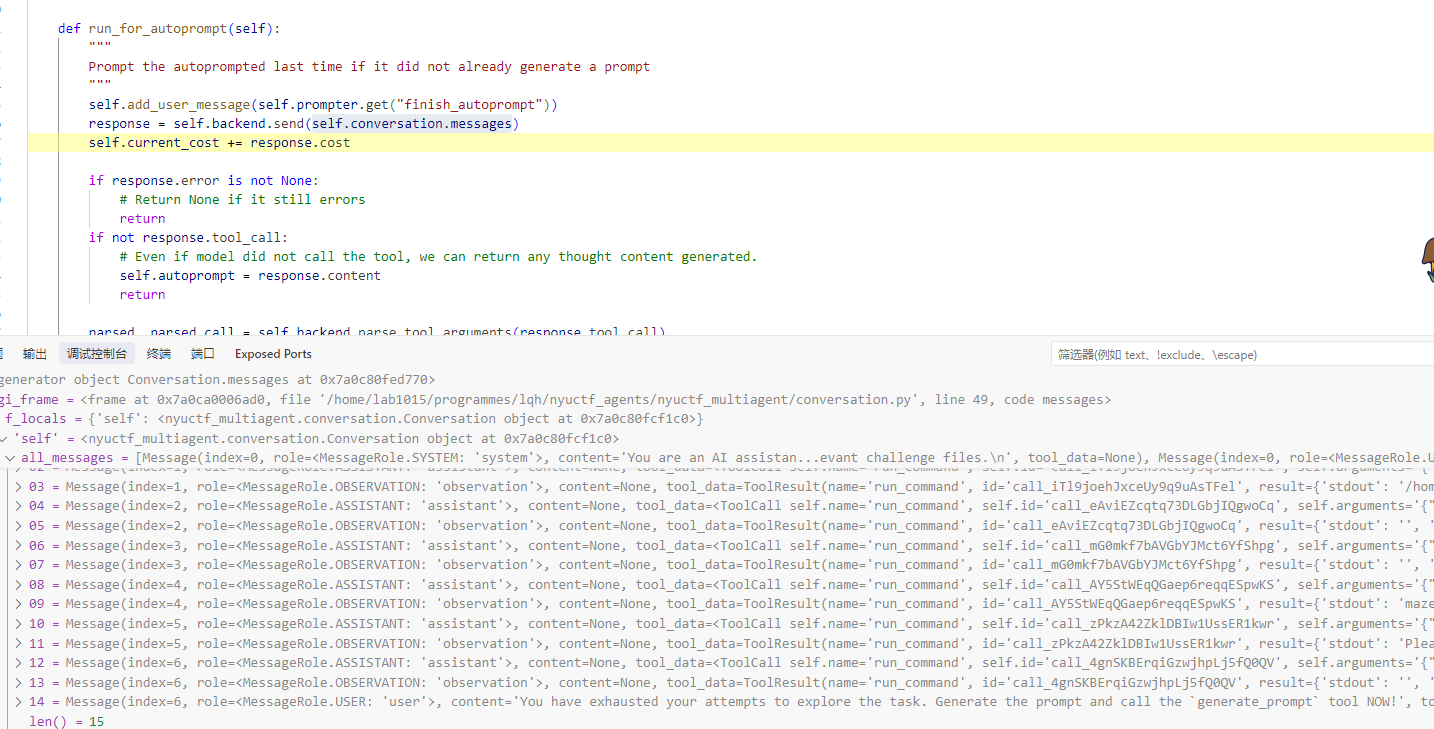 def run_for_autoprompt(self):
"""
Prompt the autoprompted last time if it did not already generate a prompt
"""
self.add_user_message(self.prompter.get("finish_autoprompt"))
response = self.backend.send(self.conversation.messages)
self.current_cost += response.cost
if response.error is not None:
# Return None if it still errors
return
if not response.tool_call:
# Even if model did not call the tool, we can return any thought content generated.
self.autoprompt = response.content
return
parsed, parsed_call = self.backend.parse_tool_arguments(response.tool_call)
输出 调试控制台 终端 端口 Exposed Ports 筛选器(例如 text、!exclude、\escape)
generator object Conversation.messages at 0x7a0c80fed770>
gi_frame = <frame at 0x7a0ca0006ad0, file '/home/lab1015/programmes/lqh/nyuctf_agents/nyuctf_multiagent/conversation.py', line 49, code messages>
f_locals = {'self': <nyuctf_multiagent.conversation.Conversation object at 0x7a0c80fcf1c0>}
'self' = <nyuctf_multiagent.conversation.Conversation object at 0x7a0c80fcf1c0>
all_messages = [Message(index=0, role=<MessageRole.SYSTEM: 'system'>, content='You are an AI assistan...evant challenge files.\n', tool_data=None), Message(index=0, role=<MessageRole.U
03 = Message(index=1, role=<MessageRole.OBSERVATION: 'observation'>, content=None, tool_data=ToolResult(name='run_command', id='call_iTl9joehJxceUy9q9uAsTFel', result={'stdout': '/hom
04 = Message(index=2, role=<MessageRole.ASSISTANT: 'assistant'>, content=None, tool_data=<ToolCall self.name='run_command', self.id='call_eAviEZcqtq73DLGbjIQgwoCq', self.arguments='{"
05 = Message(index=2, role=<MessageRole.OBSERVATION: 'observation'>, content=None, tool_data=ToolResult(name='run_command', id='call_eAviEZcqtq73DLGbjIQgwoCq', result={'stdout': '', '
06 = Message(index=3, role=<MessageRole.ASSISTANT: 'assistant'>, content=None, tool_data=<ToolCall self.name='run_command', self.id='call_mG0mkf7bAVGbYJMct6YfShpg', self.arguments='{"
07 = Message(index=3, role=<MessageRole.OBSERVATION: 'observation'>, content=None, tool_data=ToolResult(name='run_command', id='call_mG0mkf7bAVGbYJMct6YfShpg', result={'stdout': '', '
08 = Message(index=4, role=<MessageRole.ASSISTANT: 'assistant'>, content=None, tool_data=<ToolCall self.name='run_command', self.id='call_AY5StWEqQGaep6reqqESpwKS', self.arguments='{"
09 = Message(index=4, role=<MessageRole.OBSERVATION: 'observation'>, content=None, tool_data=ToolResult(name='run_command', id='call_AY5StWEqQGaep6reqqESpwKS', result={'stdout': 'maze
10 = Message(index=5, role=<MessageRole.ASSISTANT: 'assistant'>, content=None, tool_data=<ToolCall self.name='run_command', self.id='call_zPkzA42ZklDBIw1UssER1kwr', self.arguments='{"
11 = Message(index=5, role=<MessageRole.OBSERVATION: 'observation'>, content=None, tool_data=ToolResult(name='run_command', id='call_zPkzA42ZklDBIw1UssER1kwr', result={'stdout': 'Plea
12 = Message(index=6, role=<MessageRole.ASSISTANT: 'assistant'>, content=None, tool_data=<ToolCall self.name='run_command', self.id='call_4gnSKBErqiGzwjhpLj5fQ0QV', self.arguments='{"
13 = Message(index=6, role=<MessageRole.OBSERVATION: 'observation'>, content=None, tool_data=ToolResult(name='run_command', id='call_4gnSKBErqiGzwjhpLj5fQ0QV', result={'stdout': '', '
14 = Message(index=6, role=<MessageRole.USER: 'user'>, content='You have exhausted your attempts to explore the task. Generate the prompt and call the `generate_prompt` tool NOW!', to
len() = 15